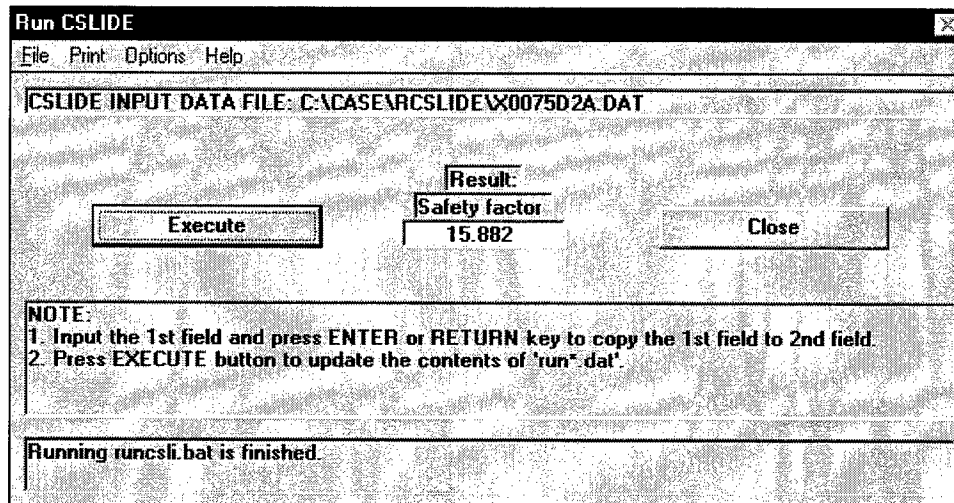 Run CSLIDE
File Print Options Help
CSLIDE INPUT DATA FILE: C:\CASE\RCSLIDE\X0075D2A.DAT
Result:
Safety factor
Execute
15.882
Close
NOTE:
1. Input the 1st field and press ENTER or RETURN key to copy the 1st field to 2nd field.
2. Press EXECUTE button to update the contents of 'run*.dat'.
Running runcsli.bat is finished.